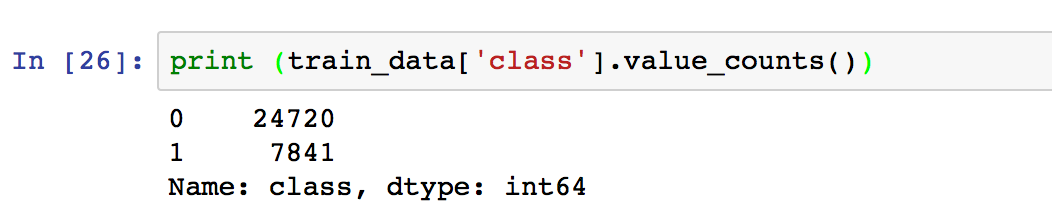 In [26]: print (train_data['class'].value_counts())
0    24720
1     7841
Name: class, dtype: int64